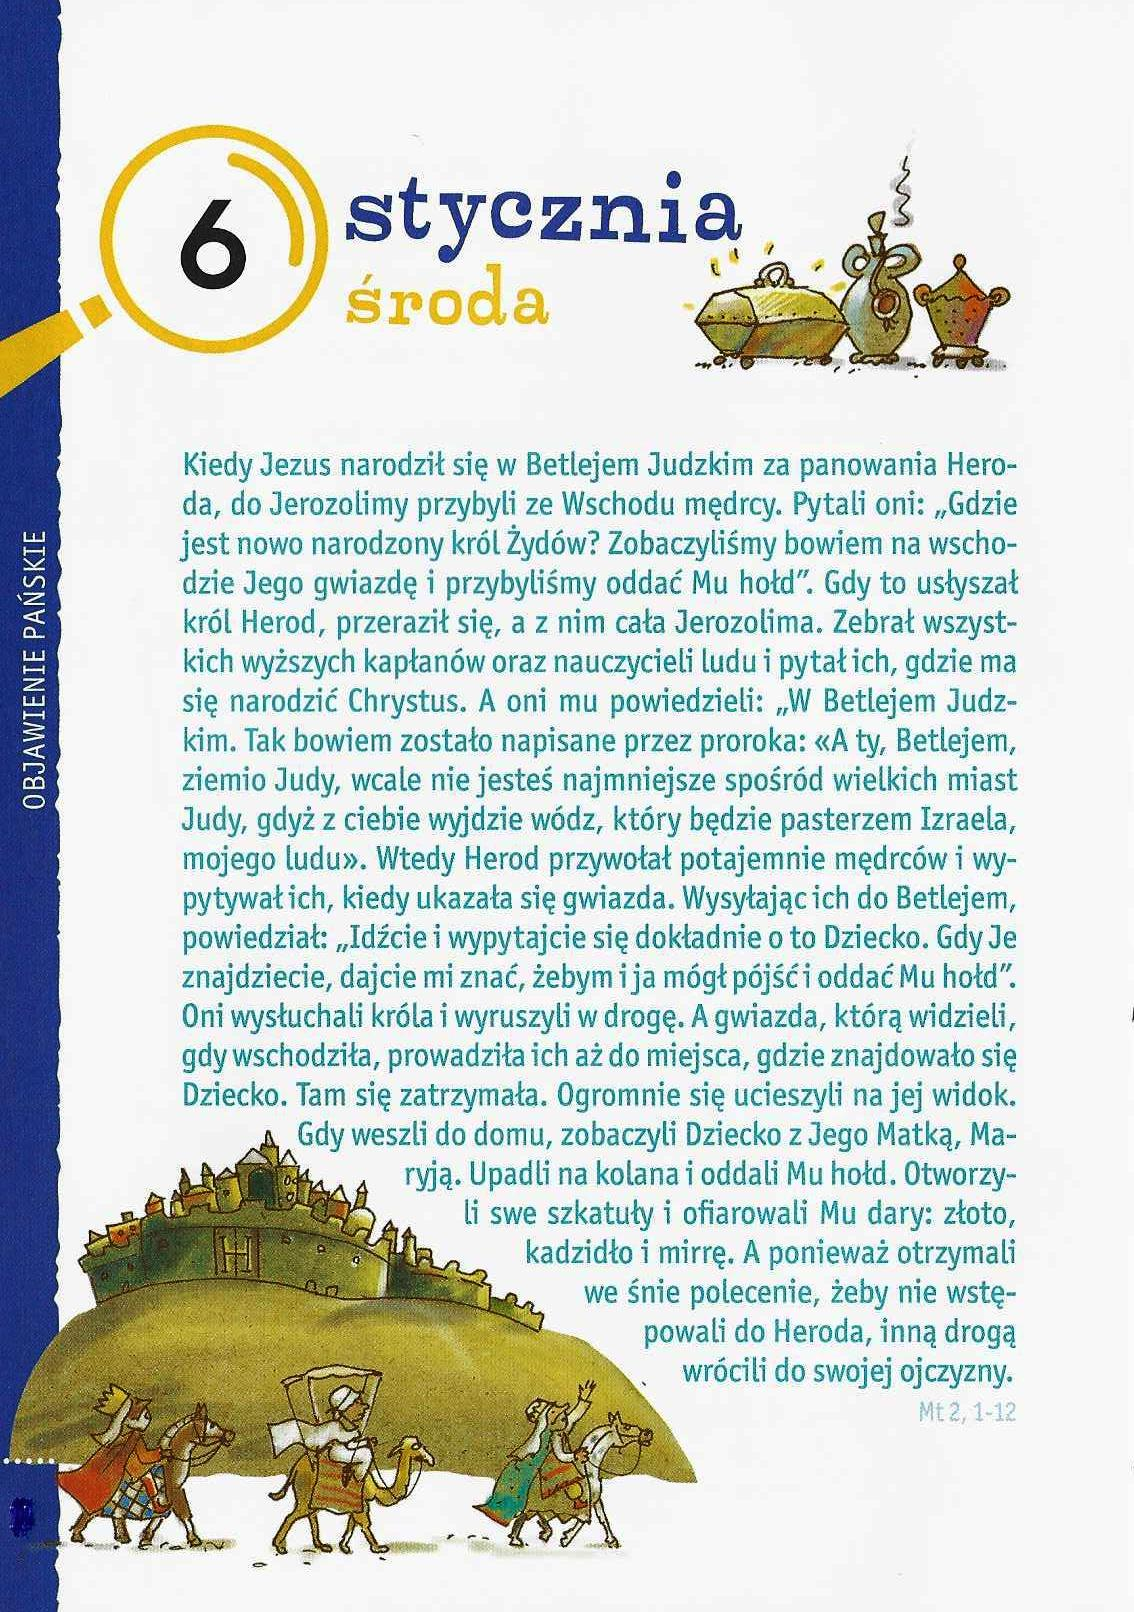 OBJAWIENIE PAŃSKIE
6
stycznia
środa
Kiedy Jezus narodził się w Betlejem Judzkim za panowania Hero-
da, do Jerozolimy przybyli ze Wschodu mędrcy. Pytali oni: „Gdzie
jest nowo narodzony król Żydów? Zobaczyliśmy bowiem na wscho-
dzie Jego gwiazdę i przybyliśmy oddać Mu hołd”. Gdy to usłyszał
król Herod, przeraził się, a z nim cała Jerozolima. Zebrał wszyst-
kich wyższych kapłanów oraz nauczycieli ludu i pytał ich, gdzie ma
się narodzić Chrystus. A oni mu powiedzieli: „W Betlejem Judz-
kim. Tak bowiem zostało napisane przez proroka: «A ty, Betlejem,
ziemio Judy, wcale nie jesteś najmniejsze spośród wielkich miast
Judy, gdyż z ciebie wyjdzie wódz, który będzie pasterzem Izraela,
mojego ludu». Wtedy Herod przywołał potajemnie mędrców i wy-
pytywał ich, kiedy ukazała się gwiazda. Wysyłając ich do Betlejem,
powiedział: „Idźcie i wypytajcie się dokładnie o to Dziecko. Gdy Je
znajdziecie, dajcie mi znać, żebym i ja mógł pójść i oddać Mu hołd”.
Oni wysłuchali króla i wyruszyli w drogę. A gwiazda, którą widzieli,
gdy wschodziła, prowadziła ich aż do miejsca, gdzie znajdowało się
Dziecko. Tam się zatrzymała. Ogromnie się ucieszyli na jej widok.
Gdy weszli do domu, zobaczyli Dziecko z Jego Matką, Ma-
ryją. Upadli na kolana i oddali Mu hołd. Otworzy-
li swe szkatuły i ofiarowali Mu dary: złoto,
kadzidło i mirrę. A ponieważ otrzymali
we śnie polecenie, żeby nie wstę-
powali do Heroda, inną drogą
wrócili do swojej ojczyzny.
Mt 2, 1-12
H